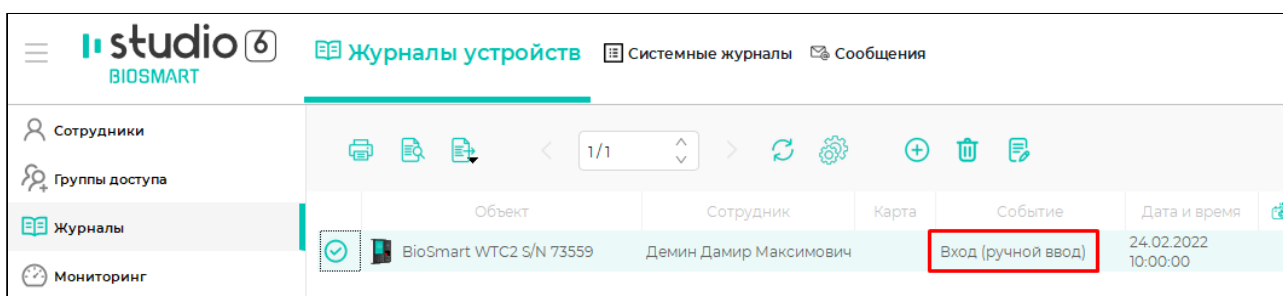 studio 6
BIOSMART
Журналы устройств
Системные журналы
Сообщения
Сотрудники
Группы доступа
Журналы
Мониторинг
1/1
Объект
Сотрудник
Карта
Событие
Дата и время
BioSmart WTC2 S/N 73559
Демин Дамир Максимович
Вход (ручной ввод)
24.02.2022
10:00:00